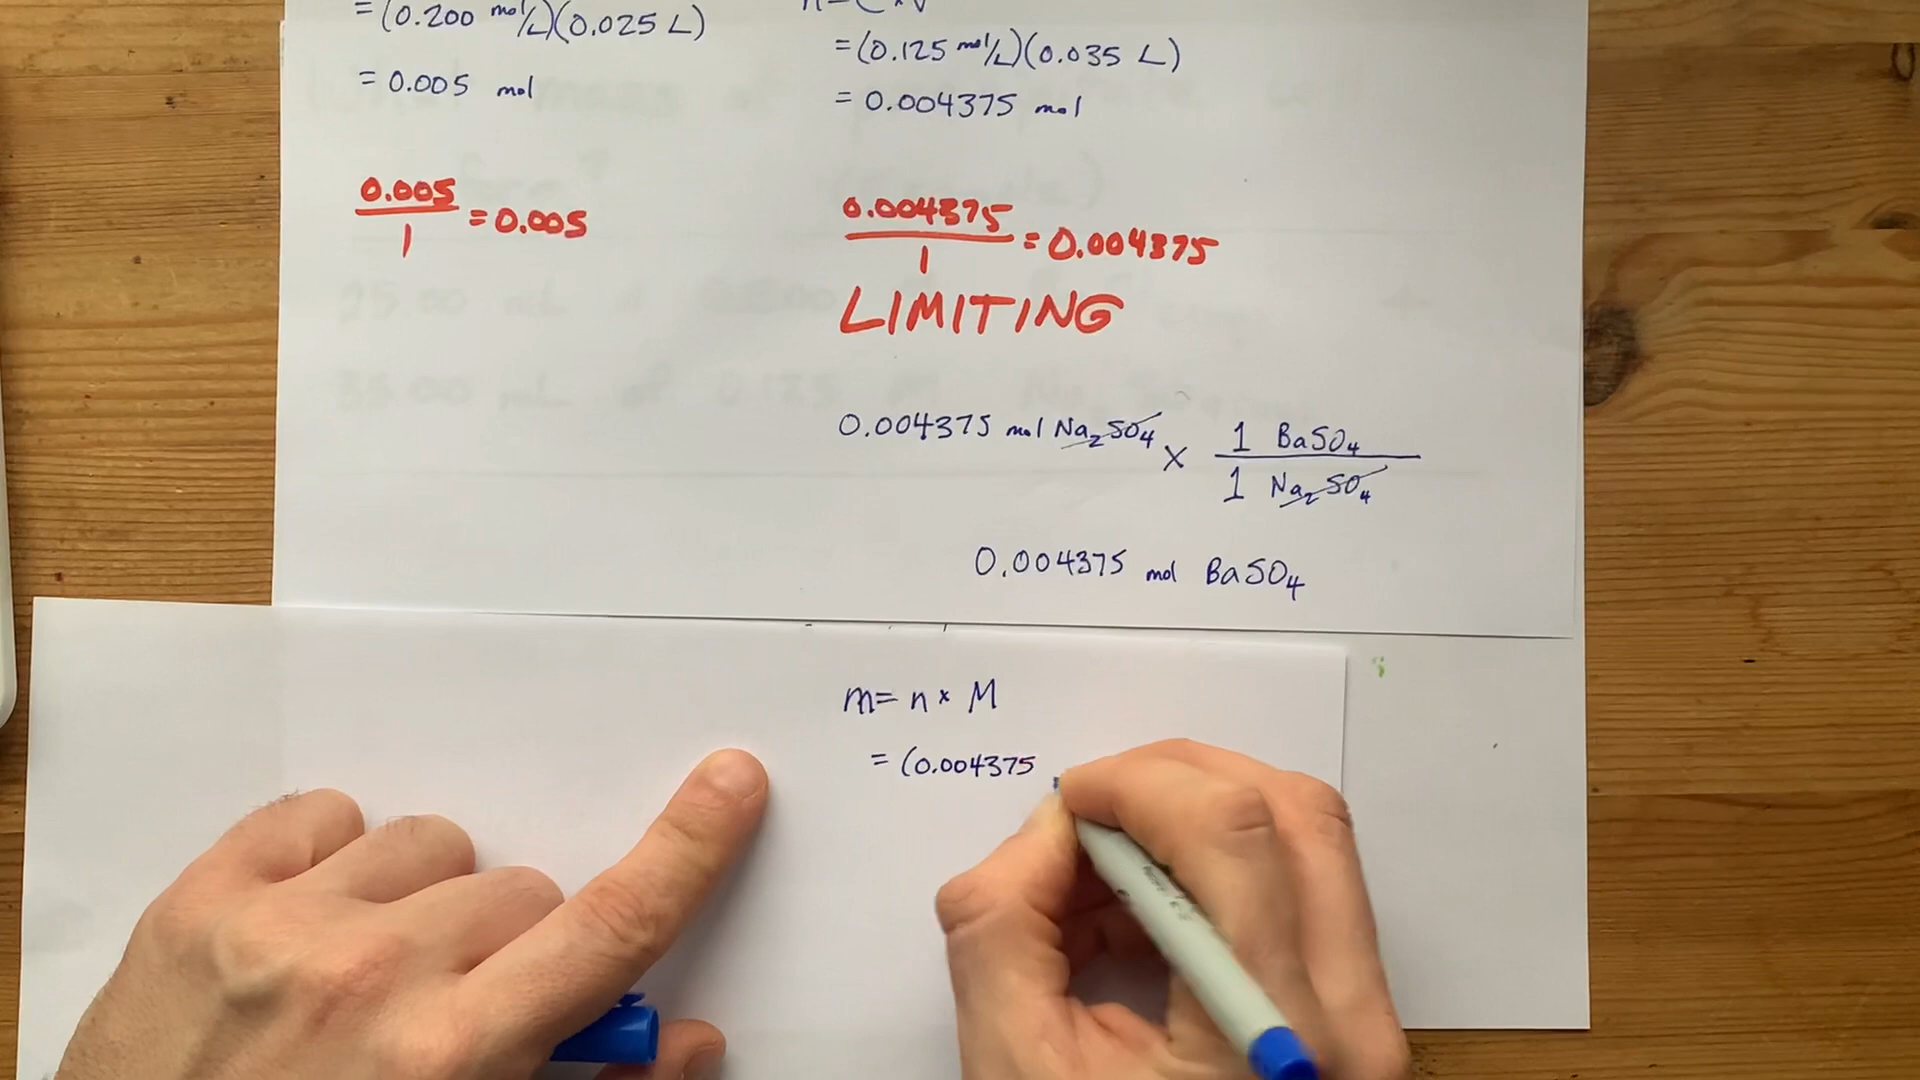 = (0.200 mol/L)(0.025 L)
= 0.005 mol
n = C × V
= (0.125 mol/L)(0.035 L)
= 0.004375 mol
0.005
1
= 0.005
0.004375
1
= 0.004375
LIMITING
0.004375 mol Na₂SO₄ × 1 BaSO₄
1 Na₂SO₄
0.004375 mol BaSO₄
m = n × M
= (0.004375